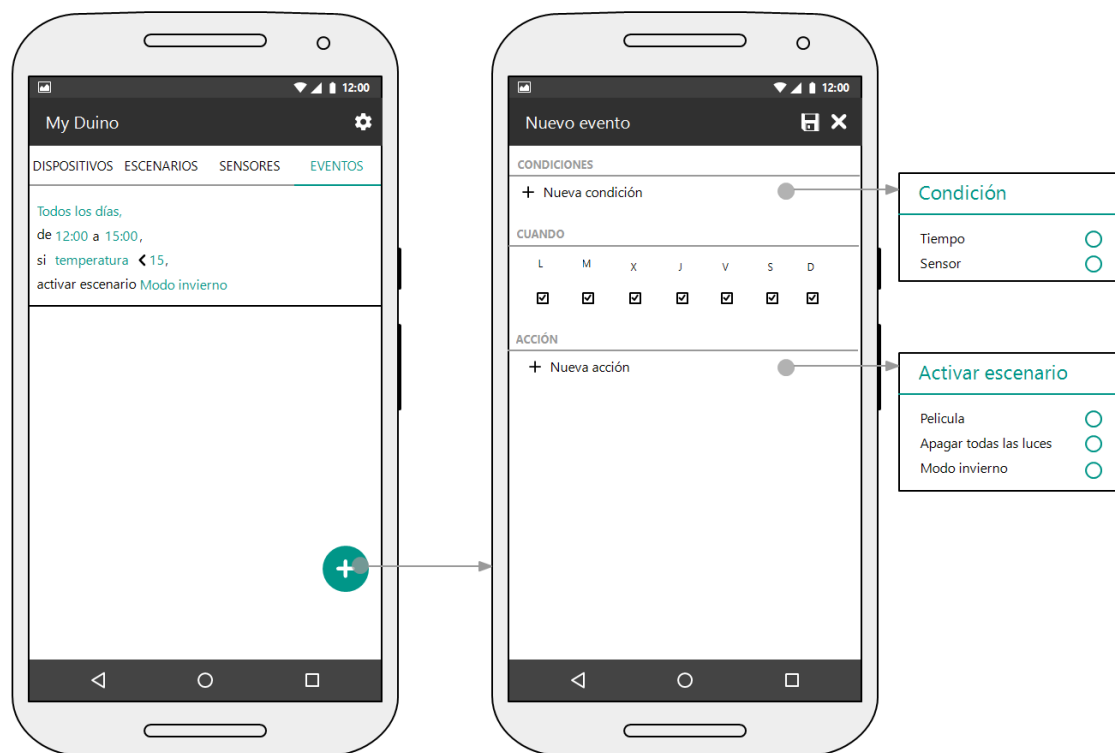 12:00
My Duino
DISPOSITIVOS ESCENARIOS SENSORES EVENTOS
Todos los días,
de 12:00 a 15:00,
si temperatura < 15,
activar escenario Modo invierno
12:00
Nuevo evento
CONDICIONES
+ Nueva condición
CUANDO
L M X J V S D
ACCIÓN
+ Nueva acción
Condición
Tiempo
Sensor
Activar escenario
Pelicula
Apagar todas las luces
Modo invierno